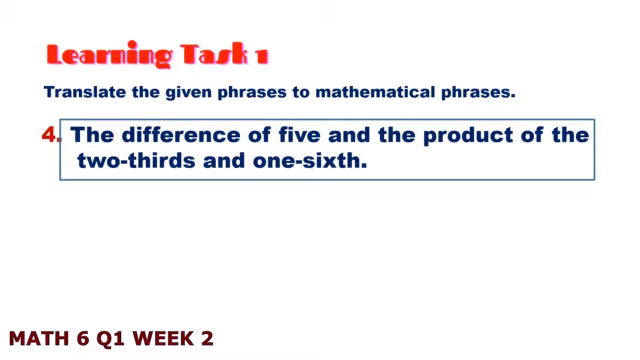 Learning Task 1
Translate the given phrases to mathematical phrases.
4. The difference of five and the product of the
two-thirds and one-sixth.
MATH 6 Q1 WEEK 2